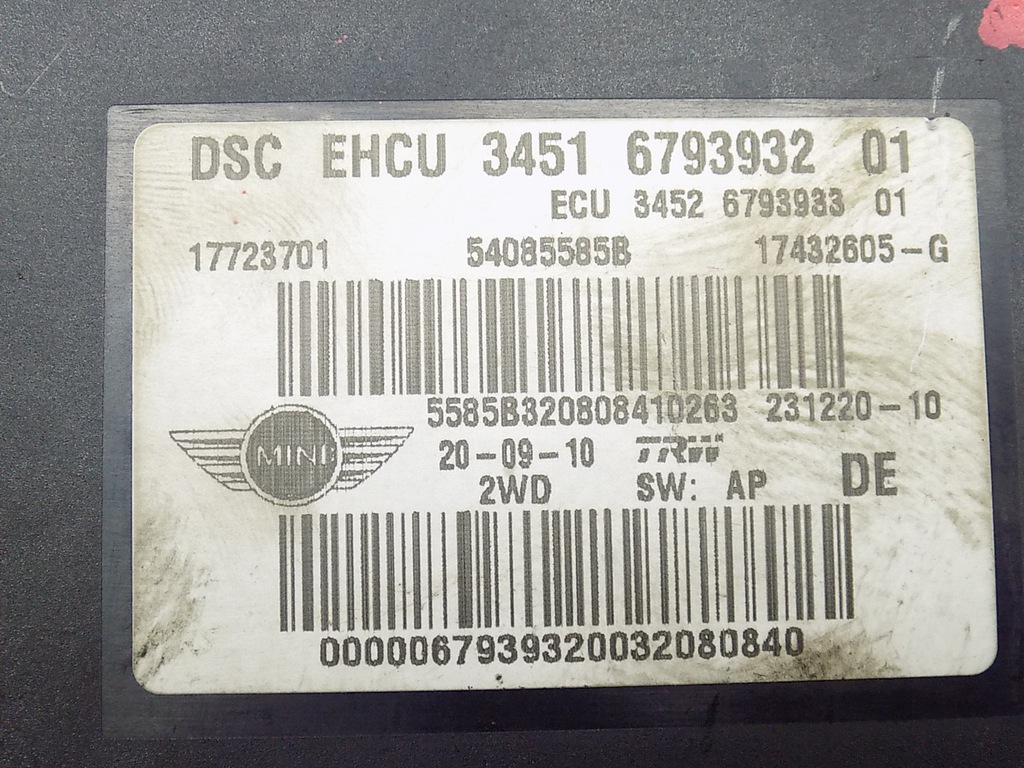 DSC EHCU 3451 6793932 01
ECU 3452 6793933 01
17723701 54085585B 17432605-G
5585B320808410263 231220-10
MINI
20-09-10 TRW
2WD SW: AP DE
0000067939320032080840